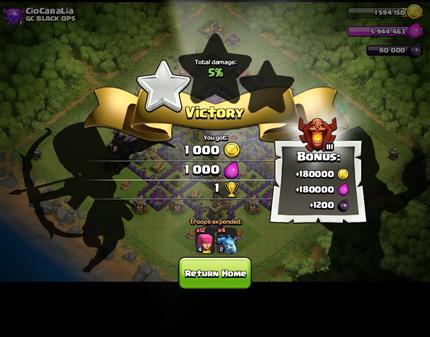 CioCaraLia
GC BLACK OPS
1 594 150
5 944 463
80 000
Total damage:
5%
Victory
You got:
1 000
1 000
1
III
Bonus:
+180000
+180000
+1200
Troops expended:
x12 x4
Return Home